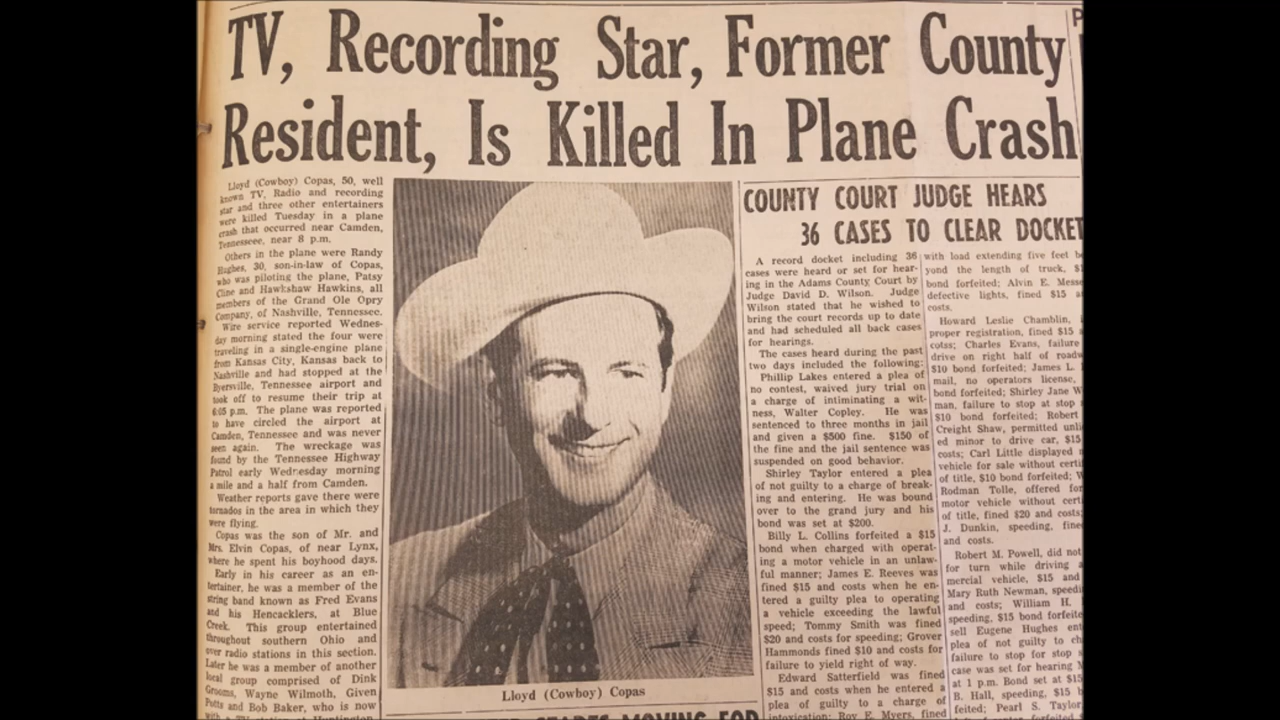 TV, Recording Star, Former County
Resident, Is Killed In Plane Crash
Lloyd (Cowboy) Copas, 50, well
known TV, Radio and recording
star and three other entertainers
were killed Tuesday in a plane
crash that occurred near Camden,
Tennessee, near 8 p.m.
Others in the plane were Randy
Hughes, 30, son-in-law of Copas,
who was piloting the plane, Patsy
Cline and Hawkshaw Hawkins, all
members of the Grand Ole Opry
Company, of Nashville, Tennessee.
Wire service reported Wednes-
day morning stated the four were
traveling in a single-engine plane
from Kansas City, Kansas back to
Nashville and had stopped at the
Byersville, Tennessee airport and
took off to resume their trip at
6:05 p.m. The plane was reported
to have circled the airport at
Camden, Tennessee and was never
seen again. The wreckage was
found by the Tennessee Highway
Patrol early Wednesday morning
a mile and a half from Camden.
Weather reports gave there were
tornados in the area in which they
were flying.
Copas was the son of Mr. and
Mrs. Elvin Copas, of near Lynx,
where he spent his boyhood days.
Early in his career as an en-
tertainer, he was a member of the
string band known as Fred Evans
and his Hencacklers, at Blue
Creek. This group entertained
throughout southern Ohio and
over radio stations in this section.
Later he was a member of another
local group comprised of Dink
Grooms, Wayne Wilmoth, Given
Potts and Bob Baker, who is now
Lloyd (Cowboy) Copas
COUNTY COURT JUDGE HEARS
36 CASES TO CLEAR DOCKET
A record docket including 36
cases were heard or set for hear-
ing in the Adams County Court by
Judge David D. Wilson. Judge
Wilson stated that he wished to
bring the court records up to date
and had scheduled all back cases
for hearings.
The cases heard during the past
two days included the following:
Phillip Lakes entered a plea of
no contest, waived jury trial on
a charge of intiminating a wit-
ness, Walter Copley. He was
sentenced to three months in jail
and given a $500 fine. $150 of
the fine and the jail sentence was
suspended on good behavior.
Shirley Taylor entered a plea
of not guilty to a charge of break-
ing and entering. He was bound
over to the grand jury and his
bond was set at $200.
Billy L. Collins forfeited a $15
bond when charged with operat-
ing a motor vehicle in an unlaw-
ful manner; James E. Reeves was
fined $15 and costs when he en-
tered a guilty plea to operating
a vehicle exceeding the lawful
speed; Tommy Smith was fined
$20 and costs for speeding; Grover
Hammonds fined $10 and costs for
failure to yield right of way.
Edward Satterfield was fined
$15 and costs when he entered a
plea of guilty to a charge of
intoxication; Roy E. Myers, fined
with load extending five feet be
yond the length of truck,
bond forfeited; Alvin E. Messe
defective lights, fined $15 a
costs.
Howard Leslie Chamblin, i
proper registration, fined $15
cotss; Charles Evans, failure
drive on right half of roadw
$10 bond forfeited; James L.
mail, no operators license,
bond forfeited; Shirley Jane W
man, failure to stop at stop
$10 bond forfeited; Robert
Creight Shaw, permitted unli
ed minor to drive car, $15
costs; Carl Little displayed
vehicle for sale without certi
of title, $10 bond forfeited; W
Rodman Tolle, offered for
motor vehicle without cert
of title, fined $20 and costs;
J. Dunkin, speeding, fine
and costs.
Robert M. Powell, did not
for turn while driving a
mercial vehicle, $15 and
Mary Ruth Newman, speedi
and costs; William H.
speeding, $15 bond forfeite
sell Eugene Hughes ent
plea of not guilty to ch
failure to stop for stop s
case was set for hearing
at 1 p.m. Bond set at $15
B. Hall, speeding, $15 b
feited; Pearl S. Taylor